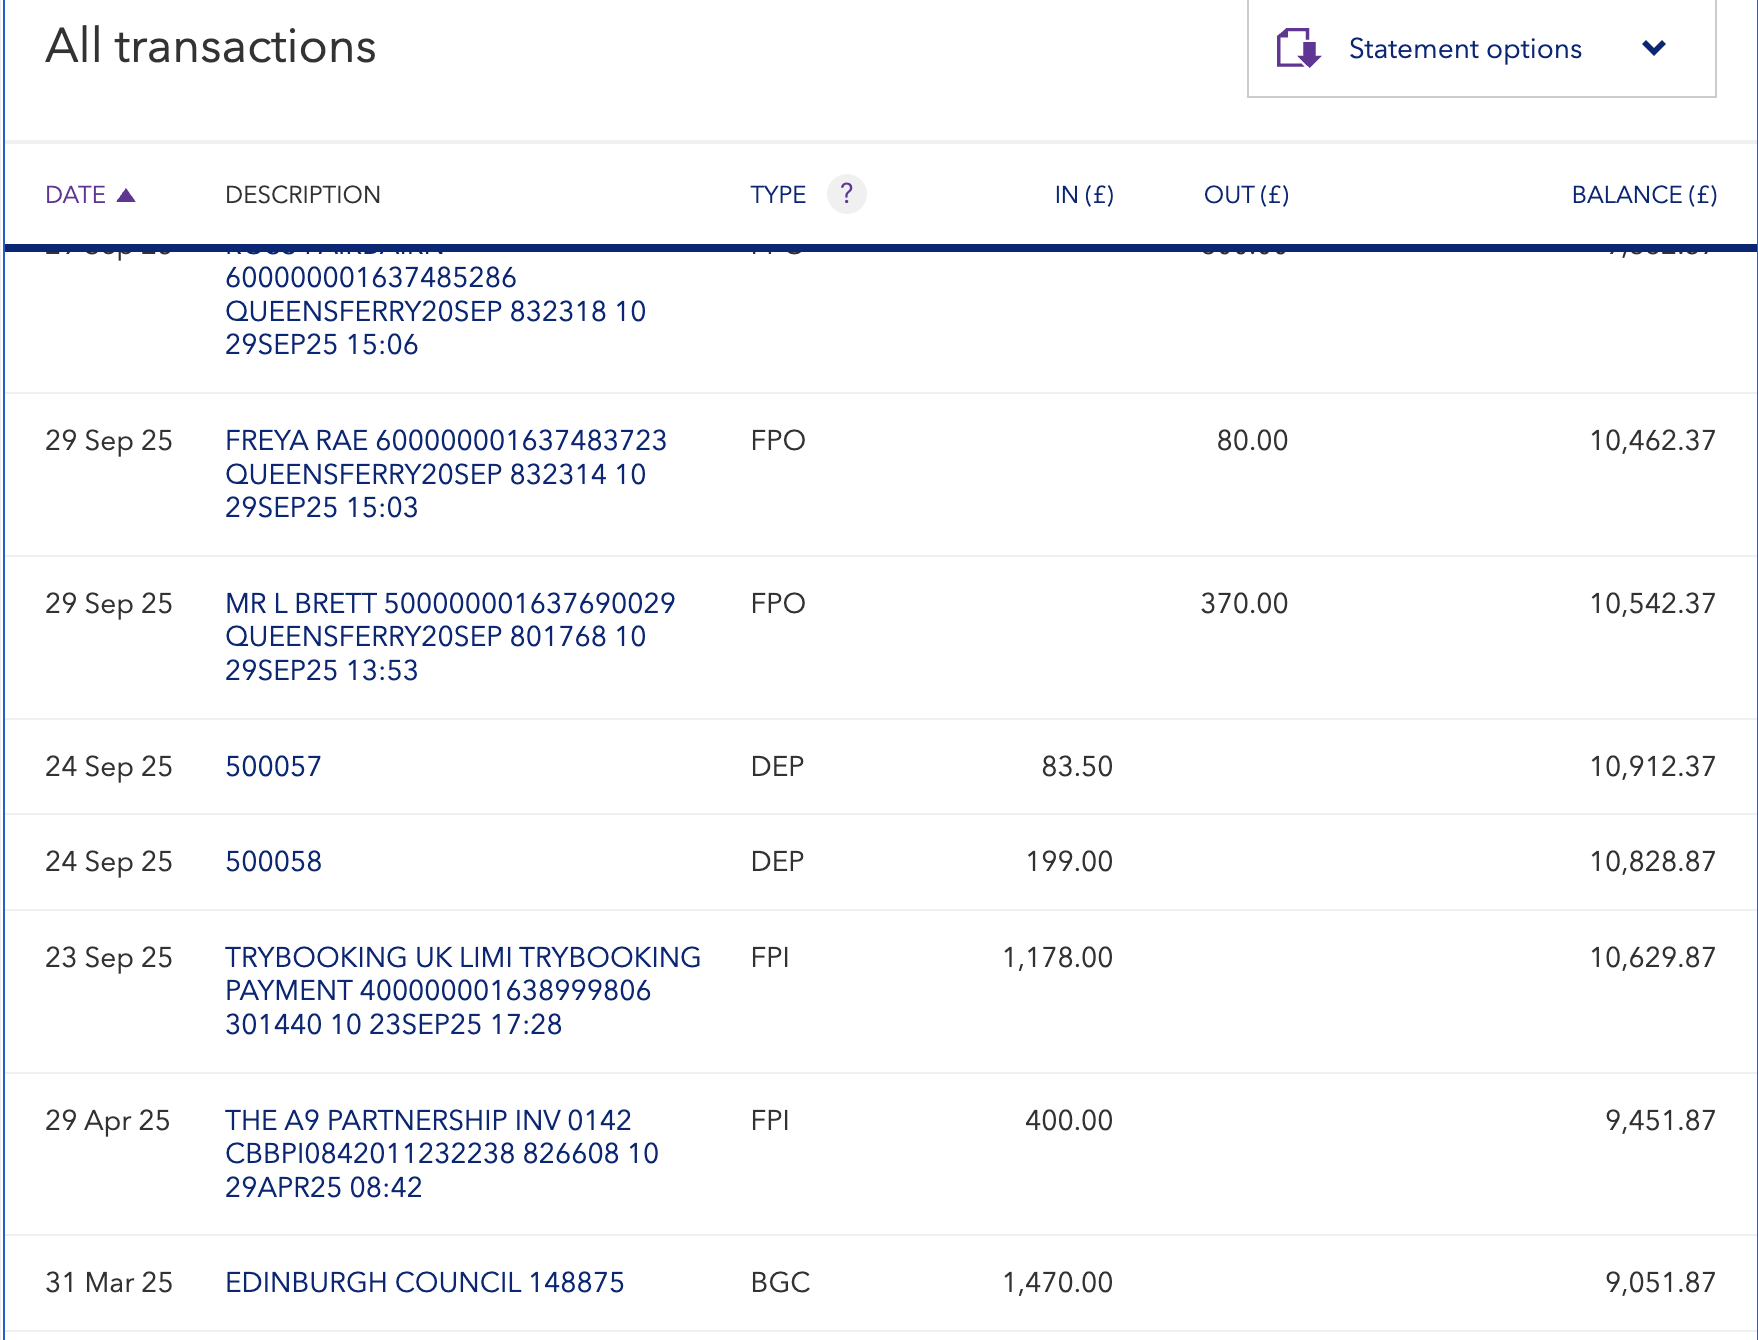 All transactions
Statement options
DATE DESCRIPTION TYPE ? IN (£) OUT (£) BALANCE (£)
600000001637485286
QUEENSFERRY20SEP 832318 10
29SEP25 15:06
29 Sep 25 FREYA RAE 600000001637483723 FPO 80.00 10,462.37
QUEENSFERRY20SEP 832314 10
29SEP25 15:03
29 Sep 25 MR L BRETT 500000001637690029 FPO 370.00 10,542.37
QUEENSFERRY20SEP 801768 10
29SEP25 13:53
24 Sep 25 500057 DEP 83.50 10,912.37
24 Sep 25 500058 DEP 199.00 10,828.87
23 Sep 25 TRYBOOKING UK LIMI TRYBOOKING FPI 1,178.00 10,629.87
PAYMENT 400000001638999806
301440 10 23SEP25 17:28
29 Apr 25 THE A9 PARTNERSHIP INV 0142 FPI 400.00 9,451.87
CBBPI0842011232238 826608 10
29APR25 08:42
31 Mar 25 EDINBURGH COUNCIL 148875 BGC 1,470.00 9,051.87